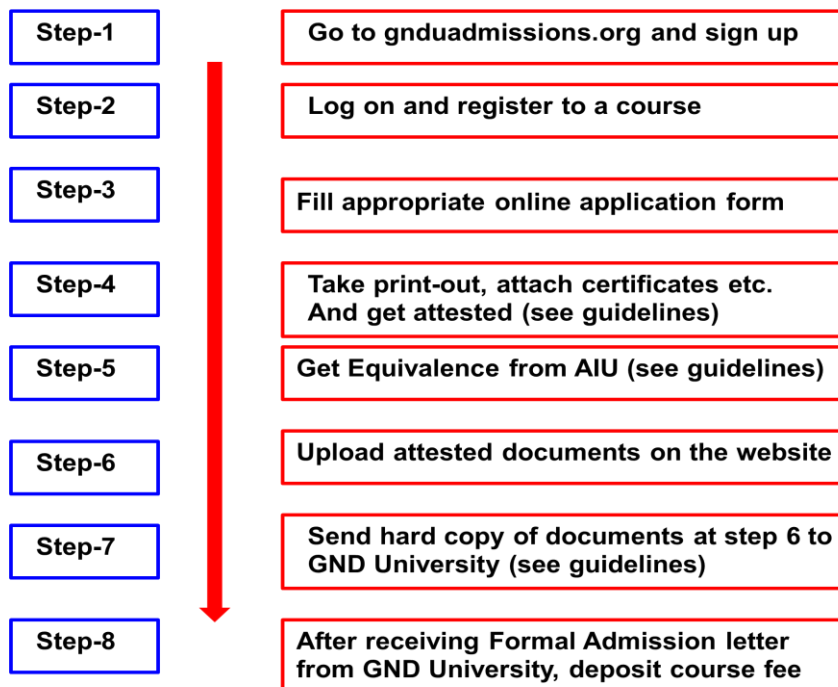 Step-1
Go to gnduadmissions.org and sign up
Step-2
Log on and register to a course
Step-3
Fill appropriate online application form
Step-4
Take print-out, attach certificates etc.
And get attested (see guidelines)
Step-5
Get Equivalence from AIU (see guidelines)
Step-6
Upload attested documents on the website
Step-7
Send hard copy of documents at step 6 to
GND University (see guidelines)
Step-8
After receiving Formal Admission letter
from GND University, deposit course fee